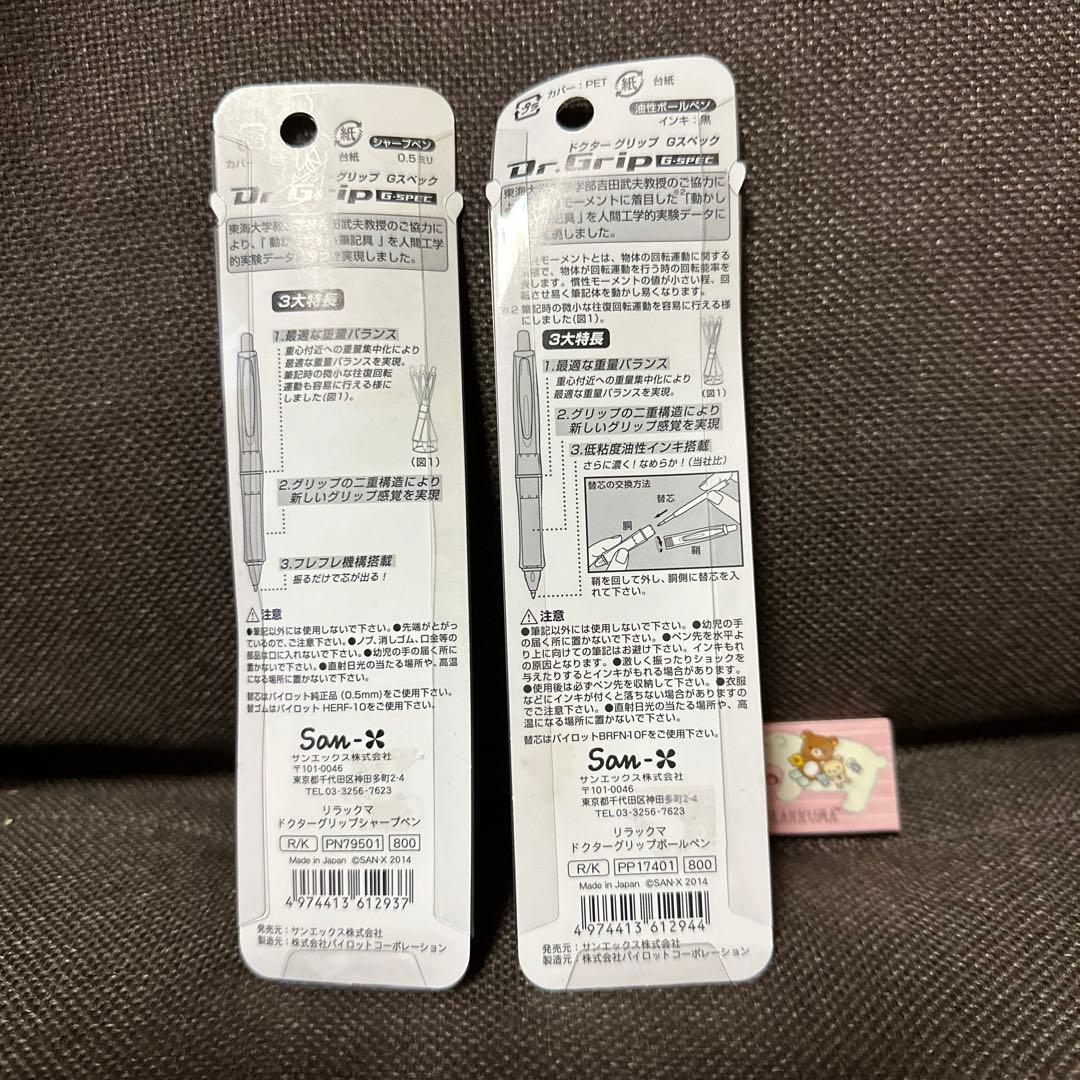 紙
カバー
台紙
シャープペン
0.5ミリ
グリップ Gスペック
Dr.Grip G-SPEC
東海大学
田武夫教授のご協力に
より、「動か
筆記具」を人間工学
的実験データ
実現しました。
3大特長
1.最適な重量バランス
重心付近への重量集中化により
最適な重量バランスを実現。
筆記時の微小な往復回転
運動も容易に行える様に
しました(図1)。
(図1)
2.グリップの二重構造により
新しいグリップ感覚を実現
3.フレフレ機構搭載
振るだけで芯が出る!
注意
●筆記以外には使用しないで下さい。●先端がとがっ
ているので、ご注意下さい。●ノブ、消しゴム、口金等の
部品は口に入れないで下さい。●幼児の手の届く所に
置かないで下さい。●直射日光の当たる場所や、高温
になる場所に置かないで下さい。
替芯はパイロット純正品(0.5mm)をご使用下さい。
替ゴムはパイロット HERF-10をご使用下さい。
San-X
サンエックス株式会社
〒101-0046
東京都千代田区神田多町2-4
TEL 03-3256-7623
リラックマ
ドクターグリップシャープペン
R/K PN79501 800
Made in Japan ©SAN-X 2014
4 974413 612937
発売元:サンエックス株式会社
製造元:株式会社パイロットコーポレーション
プラ
カバー:PET
紙
台紙
油性ボールペン
インキ:黒
ドクター グリップ Gスペック
Dr.Grip G-SPEC
東海大
学部吉田武夫教授のご協力に
よ
モーメントに着目した※2「動かし
具」を人間工学的実験データに
実現しました。
性モーメントとは、物体の回転運動に関する
で、物体が回転運動を行う時の回転能率を
表します。慣性モーメントの値が小さい程、回
転させ易く筆記体を動かし易くなります。
※2 筆記時の微小な往復回転運動を容易に行える様
にしました(図1)。
3大特長
1.最適な重量バランス
重心付近への重量集中化により
最適な重量バランスを実現。
(図1)
2.グリップの二重構造により
新しいグリップ感覚を実現
3.低粘度油性インキ搭載
さらに濃く!なめらか!(当社比)
替芯の交換方法
替芯
胴
鞘
鞘を回して外し、胴側に替芯を入
れて下さい。
注意
●筆記以外には使用しないで下さい。●幼児の手
の届く所に置かないで下さい。●ペン先を水平よ
り上に向けての筆記はお避け下さい。インキもれ
の原因となります。●激しく振ったりショックを
与えたりするとインキがもれる場合があります。
●使用後は必ずペン先を収納して下さい。●衣服
などにインキが付くと落ちない場合がありますの
でご注意下さい。●直射日光の当たる場所や、高
温になる場所に置かないで下さい。
替芯はパイロットBRFN-10Fをご使用下さい。
San-X
サンエックス株式会社
〒101-0046
東京都千代田区神田多町2-4
TEL 03-3256-7623
リラックマ
ドクターグリップボールペン
R/K PP17401 800
Made in Japan ©SAN-X 2014
4 974413 612944
発売元:サンエックス株式会社
製造元:株式会社パイロットコーポレーション